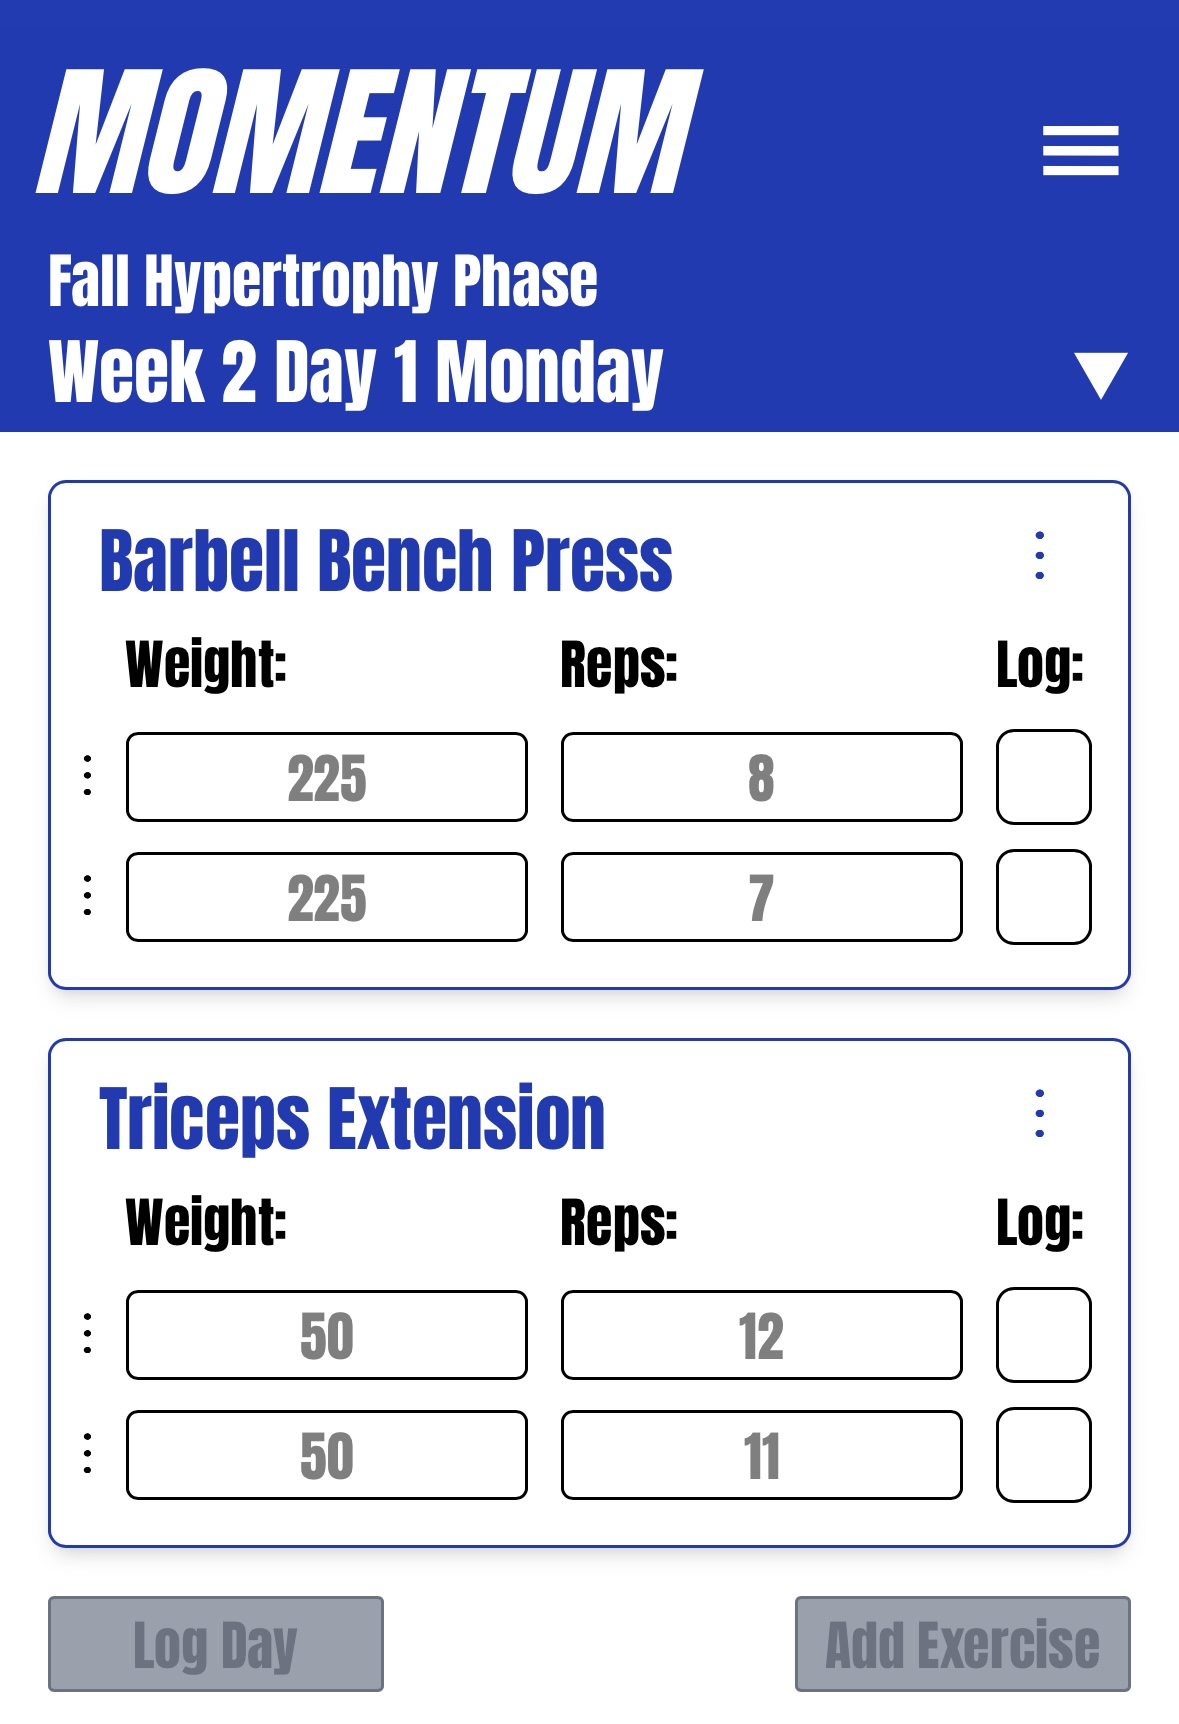 MOMENTUM
Fall Hypertrophy Phase
Week 2 Day 1 Monday
Barbell Bench Press
Weight: Reps: Log:
225 8
225 7
Triceps Extension
Weight: Reps: Log:
50 12
50 11
Log Day Add Exercise